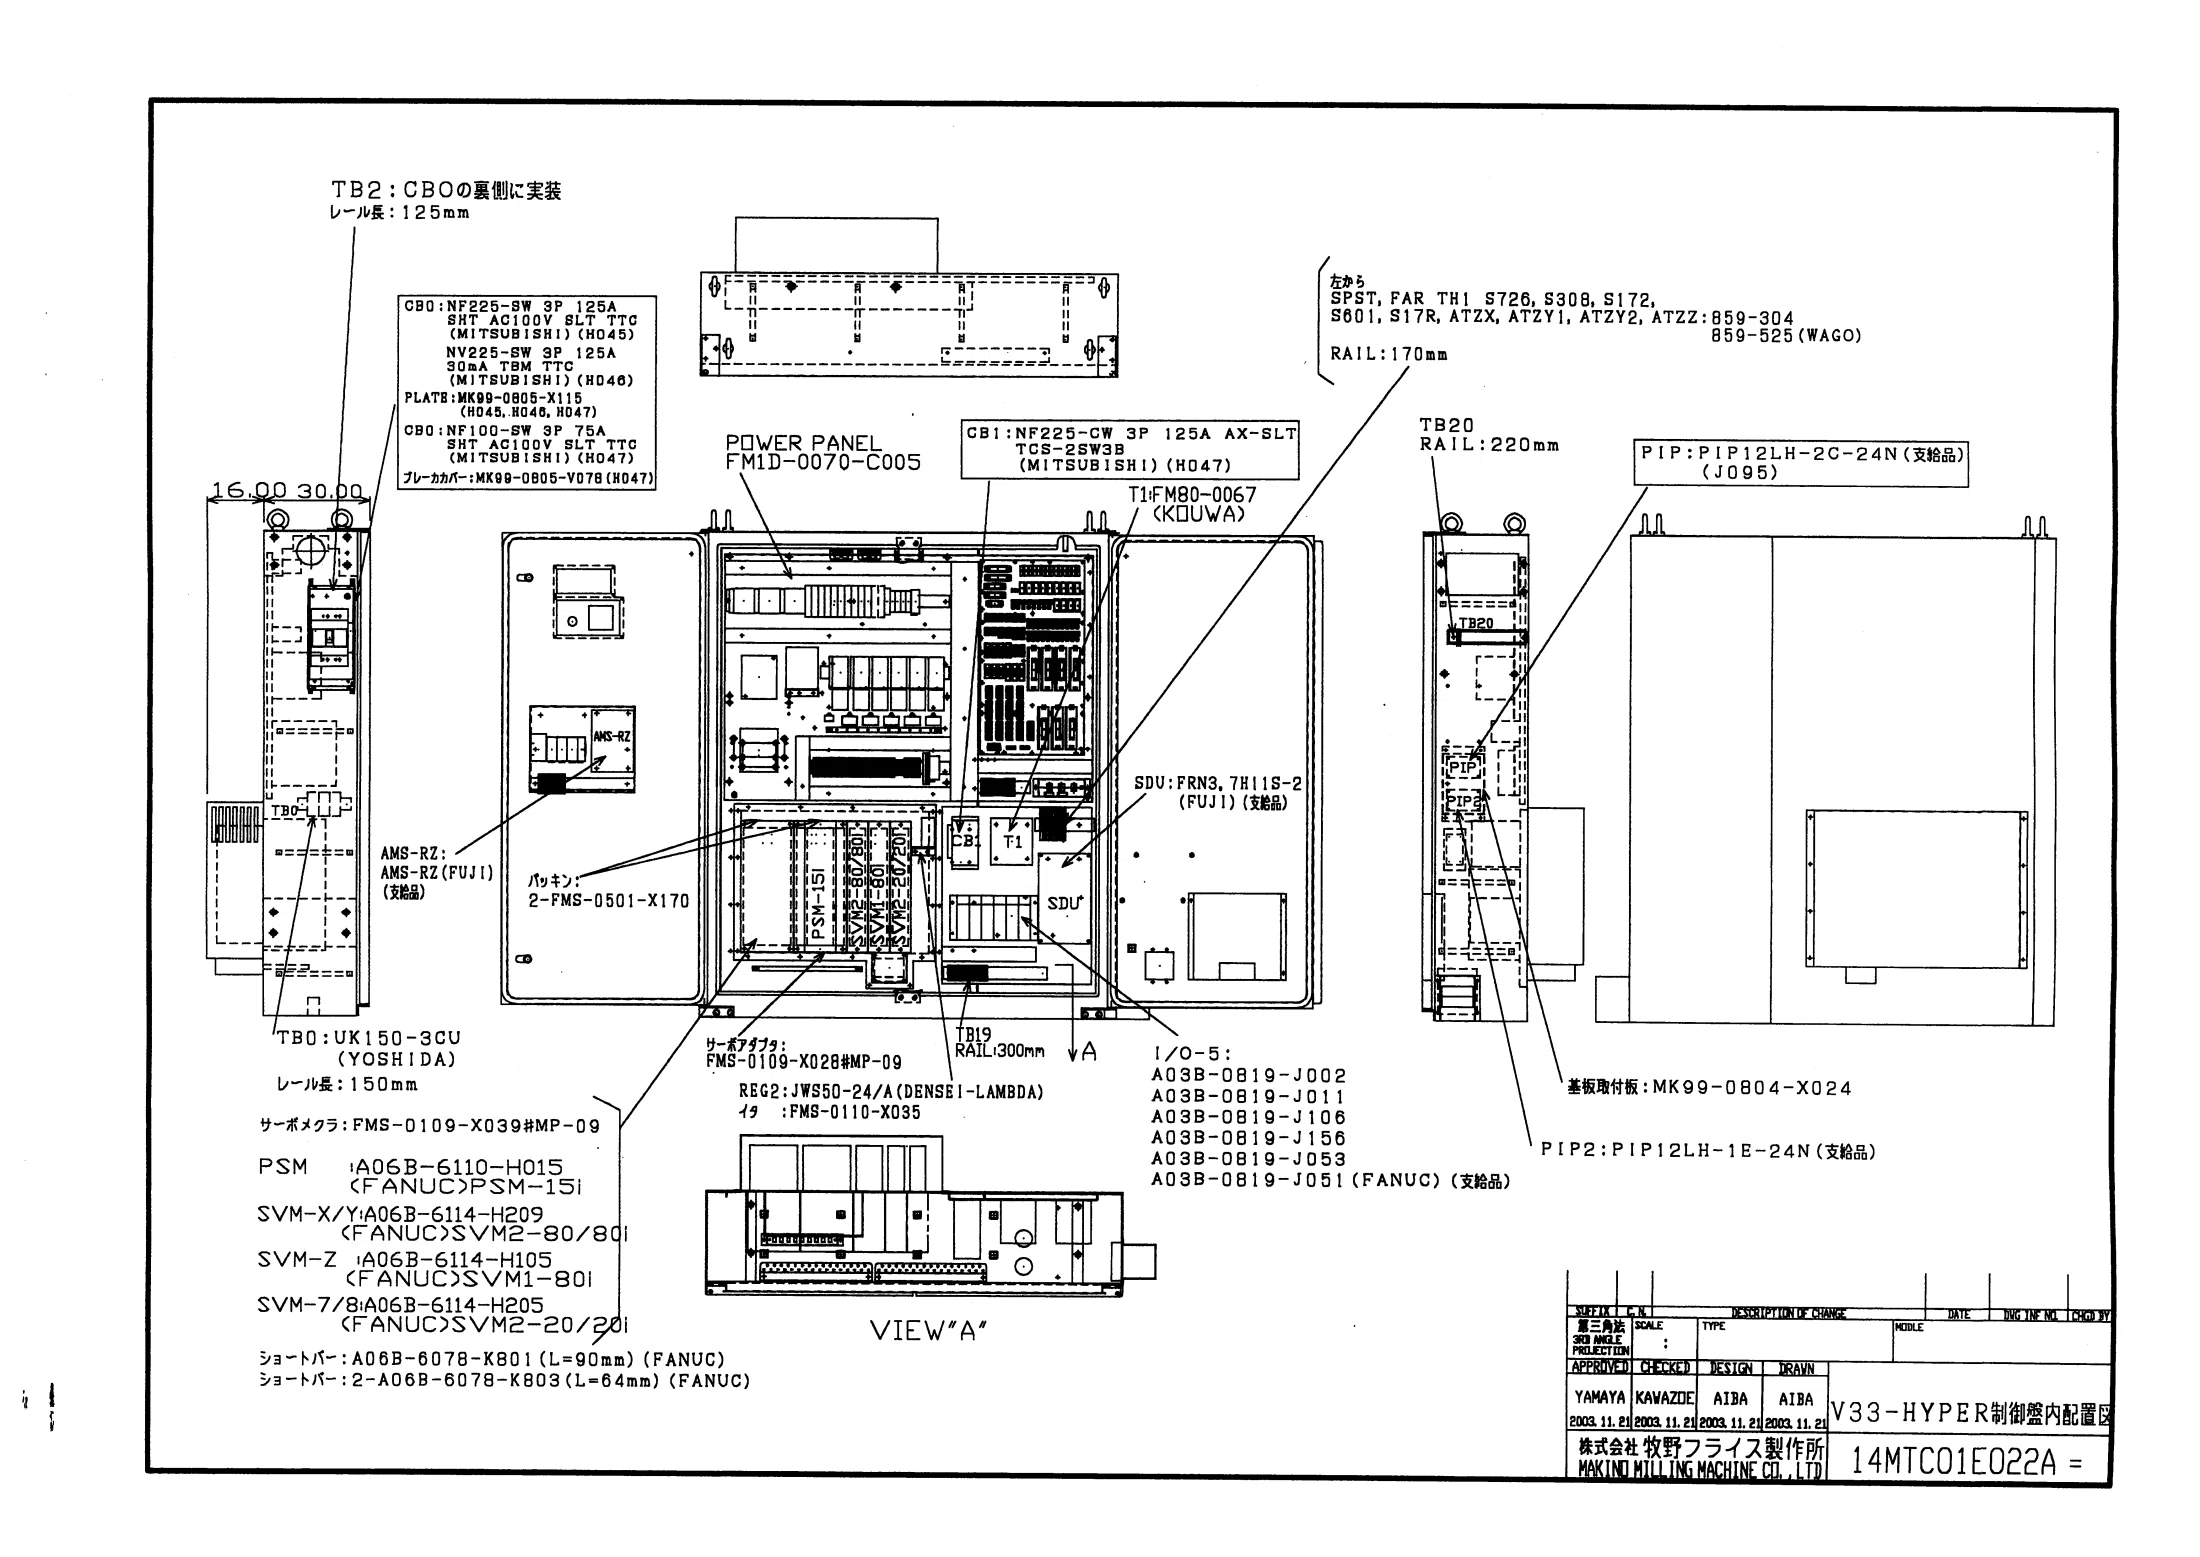 TB2:CB0の裏側に実装
レール長:125mm
CB0:NF225-SW 3P 125A
SHT AC100V SLT TTC
(MITSUBISHI)(H045)
NV225-SW 3P 125A
30mA TBM TTC
(MITSUBISHI)(H046)
PLATE:MK99-0805-X115
(H045,H046,H047)
CB0:NF100-SW 3P 75A
SHT AC100V SLT TTC
(MITSUBISHI)(H047)
ブレーカカバー:MK99-0805-V078(H047)
16.00 30.00
左から
SPST, FAR TH1 S726, S308, S172,
S601, S17R, ATZX, ATZY1, ATZY2, ATZZ:859-304
859-525(WAGO)
RAIL:170mm
POWER PANEL
FM1D-0070-C005
CB1:NF225-CW 3P 125A AX-SLT
TCS-2SW3B
(MITSUBISHI)(H047)
T1:FM80-0067
(KOUWA)
TB20
RAIL:220mm
PIP:PIP12LH-2C-24N(支給品)
(J095)
TB20
AMS-RZ
PIP
PIP2
TB0
SDU:FRN3.7H11S-2
(FUJI)(支給品)
CB1
T1
SDU
PSM-15i
SVM2-80/80i
SVM1-80i
SVM2-20/20i
AMS-RZ:
AMS-RZ(FUJI)
(支給品)
パッキン:
2-FMS-0501-X170
TB0:UK150-3CU
(YOSHIDA)
レール長:150mm
サーボアダプタ:
FMS-0109-X028#MP-09
TB19
RAIL:300mm
A
REG2:JWS50-24/A(DENSEI-LAMBDA)
イタ :FMS-0110-X035
I/O-5:
A03B-0819-J002
A03B-0819-J011
A03B-0819-J106
A03B-0819-J156
A03B-0819-J053
A03B-0819-J051(FANUC)(支給品)
基板取付板:MK99-0804-X024
PIP2:PIP12LH-1E-24N(支給品)
サーボメクラ:FMS-0109-X039#MP-09
PSM :A06B-6110-H015
(FANUC)PSM-15i
SVM-X/Y:A06B-6114-H209
(FANUC)SVM2-80/80i
SVM-Z :A06B-6114-H105
(FANUC)SVM1-80i
SVM-7/8:A06B-6114-H205
(FANUC)SVM2-20/20i
ショートバー:A06B-6078-K801(L=90mm)(FANUC)
ショートバー:2-A06B-6078-K803(L=64mm)(FANUC)
VIEW"A"
SUFFIX C.N. DESCRIPTION OF CHANGE DATE DWG INF NO. CHGD BY
第三角法
3RD ANGLE
PROJECTION
SCALE
:
TYPE
MODLE
APPROVED CHECKED DESIGN DRAWN
YAMAYA KAWAZOE AIBA AIBA
2003.11.21 2003.11.21 2003.11.21 2003.11.21
V33-HYPER制御盤内配置図
株式会社 牧野フライス製作所
MAKINO MILLING MACHINE CO.,LTD
14MTC01E022A =